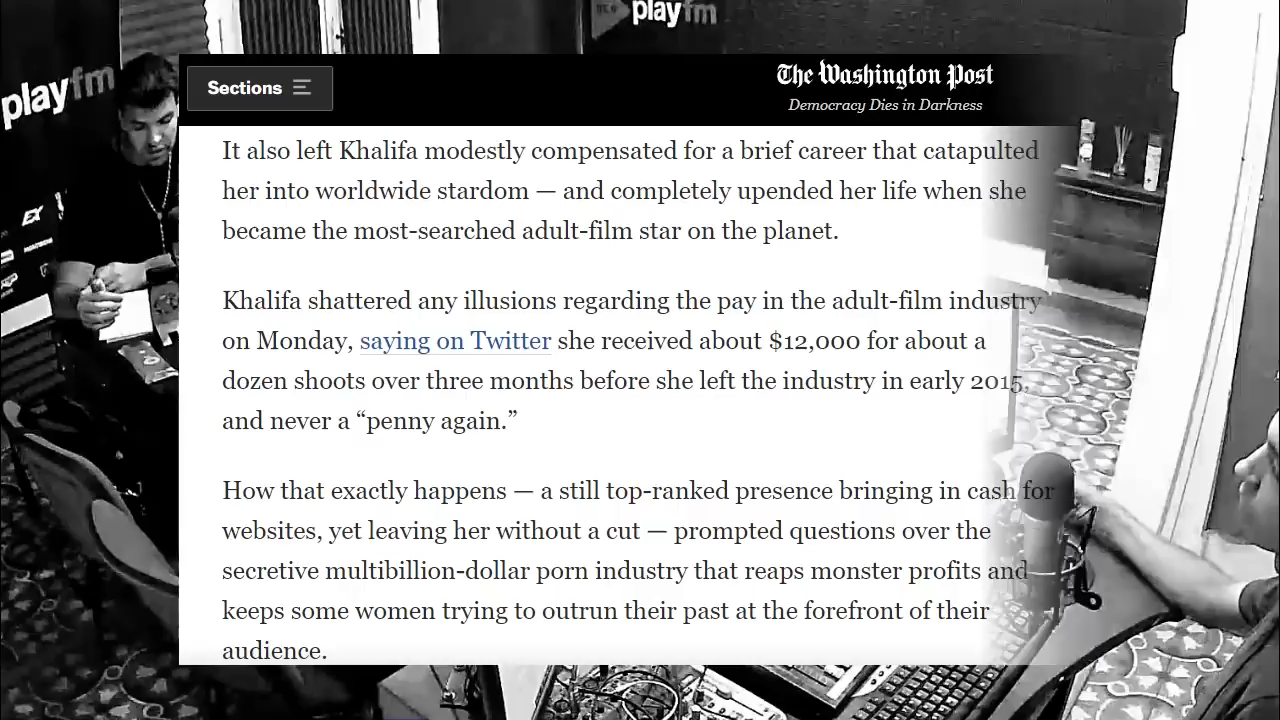 playfm
playfm
EX
Sections
The Washington Post
Democracy Dies in Darkness
It also left Khalifa modestly compensated for a brief career that catapulted
her into worldwide stardom — and completely upended her life when she
became the most-searched adult-film star on the planet.
Khalifa shattered any illusions regarding the pay in the adult-film industry
on Monday, saying on Twitter she received about $12,000 for about a
dozen shoots over three months before she left the industry in early 2015,
and never a “penny again.”
How that exactly happens — a still top-ranked presence bringing in cash for
websites, yet leaving her without a cut — prompted questions over the
secretive multibillion-dollar porn industry that reaps monster profits and
keeps some women trying to outrun their past at the forefront of their
audience.